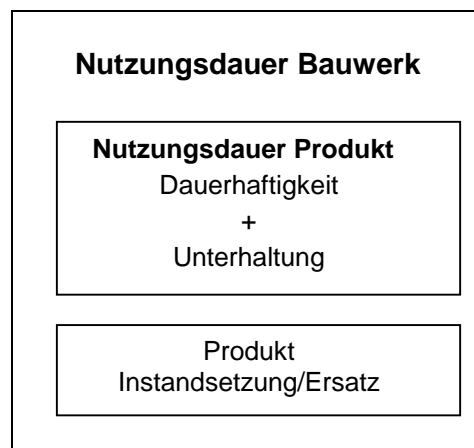 Nutzungsdauer Bauwerk
Nutzungsdauer Produkt
Dauerhaftigkeit
+
Unterhaltung
Produkt
Instandsetzung/Ersatz